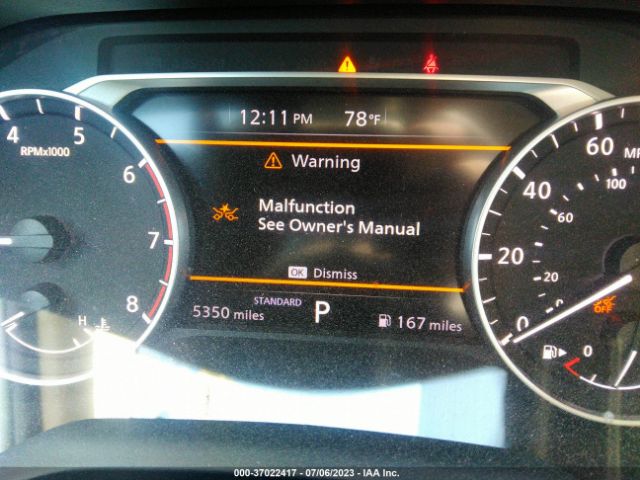 12:11 PM 78°F
4 5 6 7 8
RPMx1000
Warning
Malfunction
See Owner's Manual
OK Dismiss
STANDARD
5350 miles P 167 miles
H
60
40
20
0
100
60
20
0
OFF
0
000-37022417 - 07/06/2023 - IAA Inc.